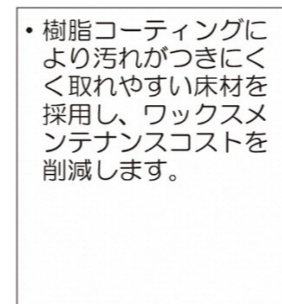 ・樹脂コーティングに
より汚れがつきにく
く取れやすい床材を
採用し、ワックスメ
ンテナンスコストを
削減します。